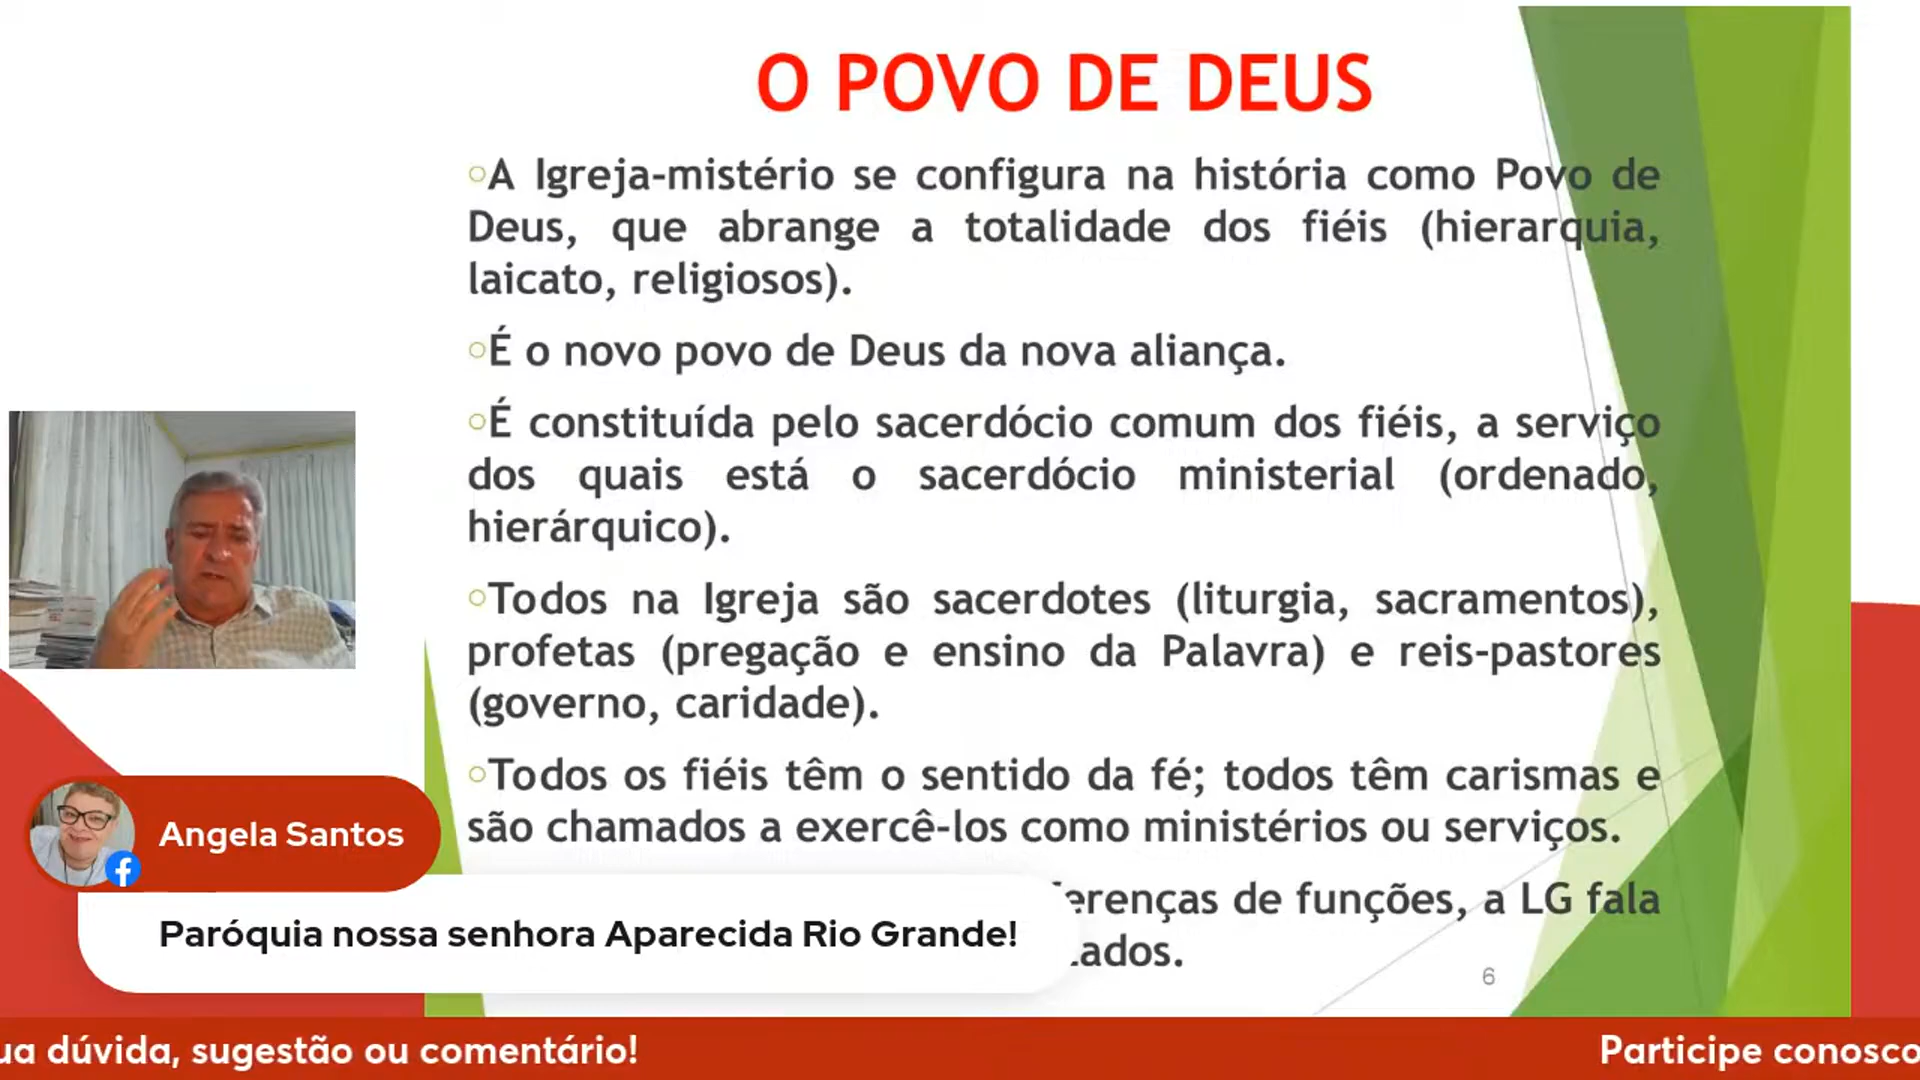 O POVO DE DEUS
○A Igreja-mistério se configura na história como Povo de
Deus, que abrange a totalidade dos fiéis (hierarquia,
laicato, religiosos).
○É o novo povo de Deus da nova aliança.
○É constituída pelo sacerdócio comum dos fiéis, a serviço
dos quais está o sacerdócio ministerial (ordenado,
hierárquico).
○Todos na Igreja são sacerdotes (liturgia, sacramentos),
profetas (pregação e ensino da Palavra) e reis-pastores
(governo, caridade).
○Todos os fiéis têm o sentido da fé; todos têm carismas e
são chamados a exercê-los como ministérios ou serviços.
de funções, a LG fala
6
Angela Santos
Paróquia nossa senhora Aparecida Rio Grande!
dúvida, sugestão ou comentário!
Participe conosco